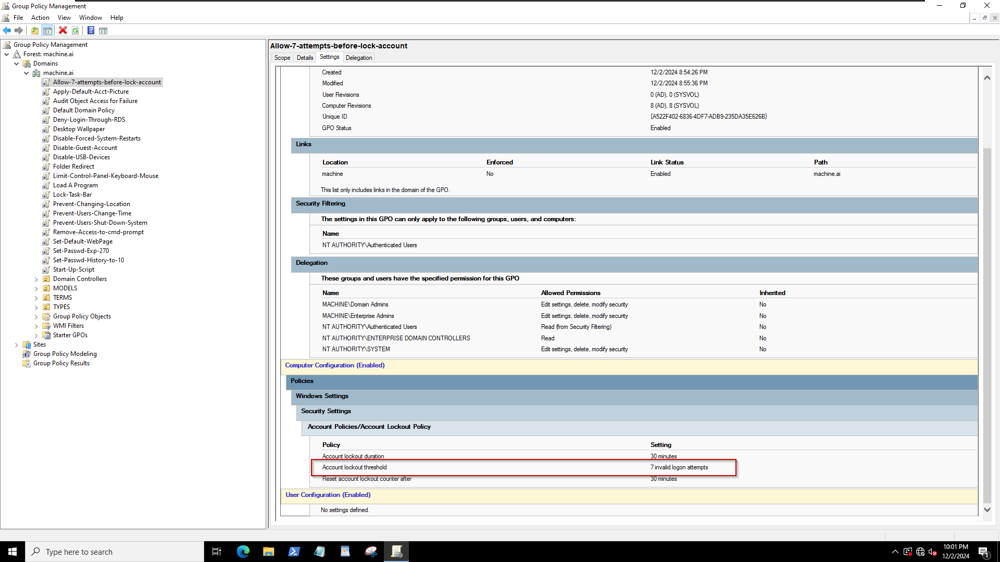 Group Policy Management
File Action View Window Help
Group Policy Management
Forest: machine.ai
Domains
machine.ai
Allow-7-attempts-before-lock-account
Apply-Default-Acct-Picture
Audit Object Access for Failure
Default Domain Policy
Deny-Login-Through-RDS
Desktop Wallpaper
Disable-Forced-System-Restarts
Disable-Guest-Account
Disable-USB-Devices
Folder Redirect
Limit-Control-Panel-Keyboard-Mouse
Load A Program
Lock-Task-Bar
Prevent-Changing-Location
Prevent-Users-Change-Time
Prevent-Users-Shut-Down-System
Remove-Access-to-cmd-prompt
Set-Default-WebPage
Set-Passwd-Exp-270
Set-Passwd-History-to-10
Start-Up-Script
Domain Controllers
MODELS
TERMS
TYPES
Group Policy Objects
WMI Filters
Starter GPOs
Sites
Group Policy Modeling
Group Policy Results
Allow-7-attempts-before-lock-account
Scope Details Settings Delegation
Created 12/2/2024 8:54:26 PM
Modified 12/2/2024 8:55:36 PM
User Revisions 0 (AD), 0 (SYSVOL)
Computer Revisions 8 (AD), 8 (SYSVOL)
Unique ID {A522F402-6836-4DF7-ADB9-235DA35E626B}
GPO Status Enabled
Links
Location Enforced Link Status Path
machine No Enabled machine.ai
This list only includes links in the domain of the GPO.
Security Filtering
The settings in this GPO can only apply to the following groups, users, and computers:
Name
NT AUTHORITY\Authenticated Users
Delegation
These groups and users have the specified permission for this GPO
Name Allowed Permissions Inherited
MACHINE\Domain Admins Edit settings, delete, modify security No
MACHINE\Enterprise Admins Edit settings, delete, modify security No
NT AUTHORITY\Authenticated Users Read (from Security Filtering) No
NT AUTHORITY\ENTERPRISE DOMAIN CONTROLLERS Read No
NT AUTHORITY\SYSTEM Edit settings, delete, modify security No
Computer Configuration (Enabled)
Policies
Windows Settings
Security Settings
Account Policies/Account Lockout Policy
Policy Setting
Account lockout duration 30 minutes
Account lockout threshold 7 invalid logon attempts
Reset account lockout counter after 30 minutes
User Configuration (Enabled)
No settings defined.
Type here to search
10:01 PM
12/2/2024
1